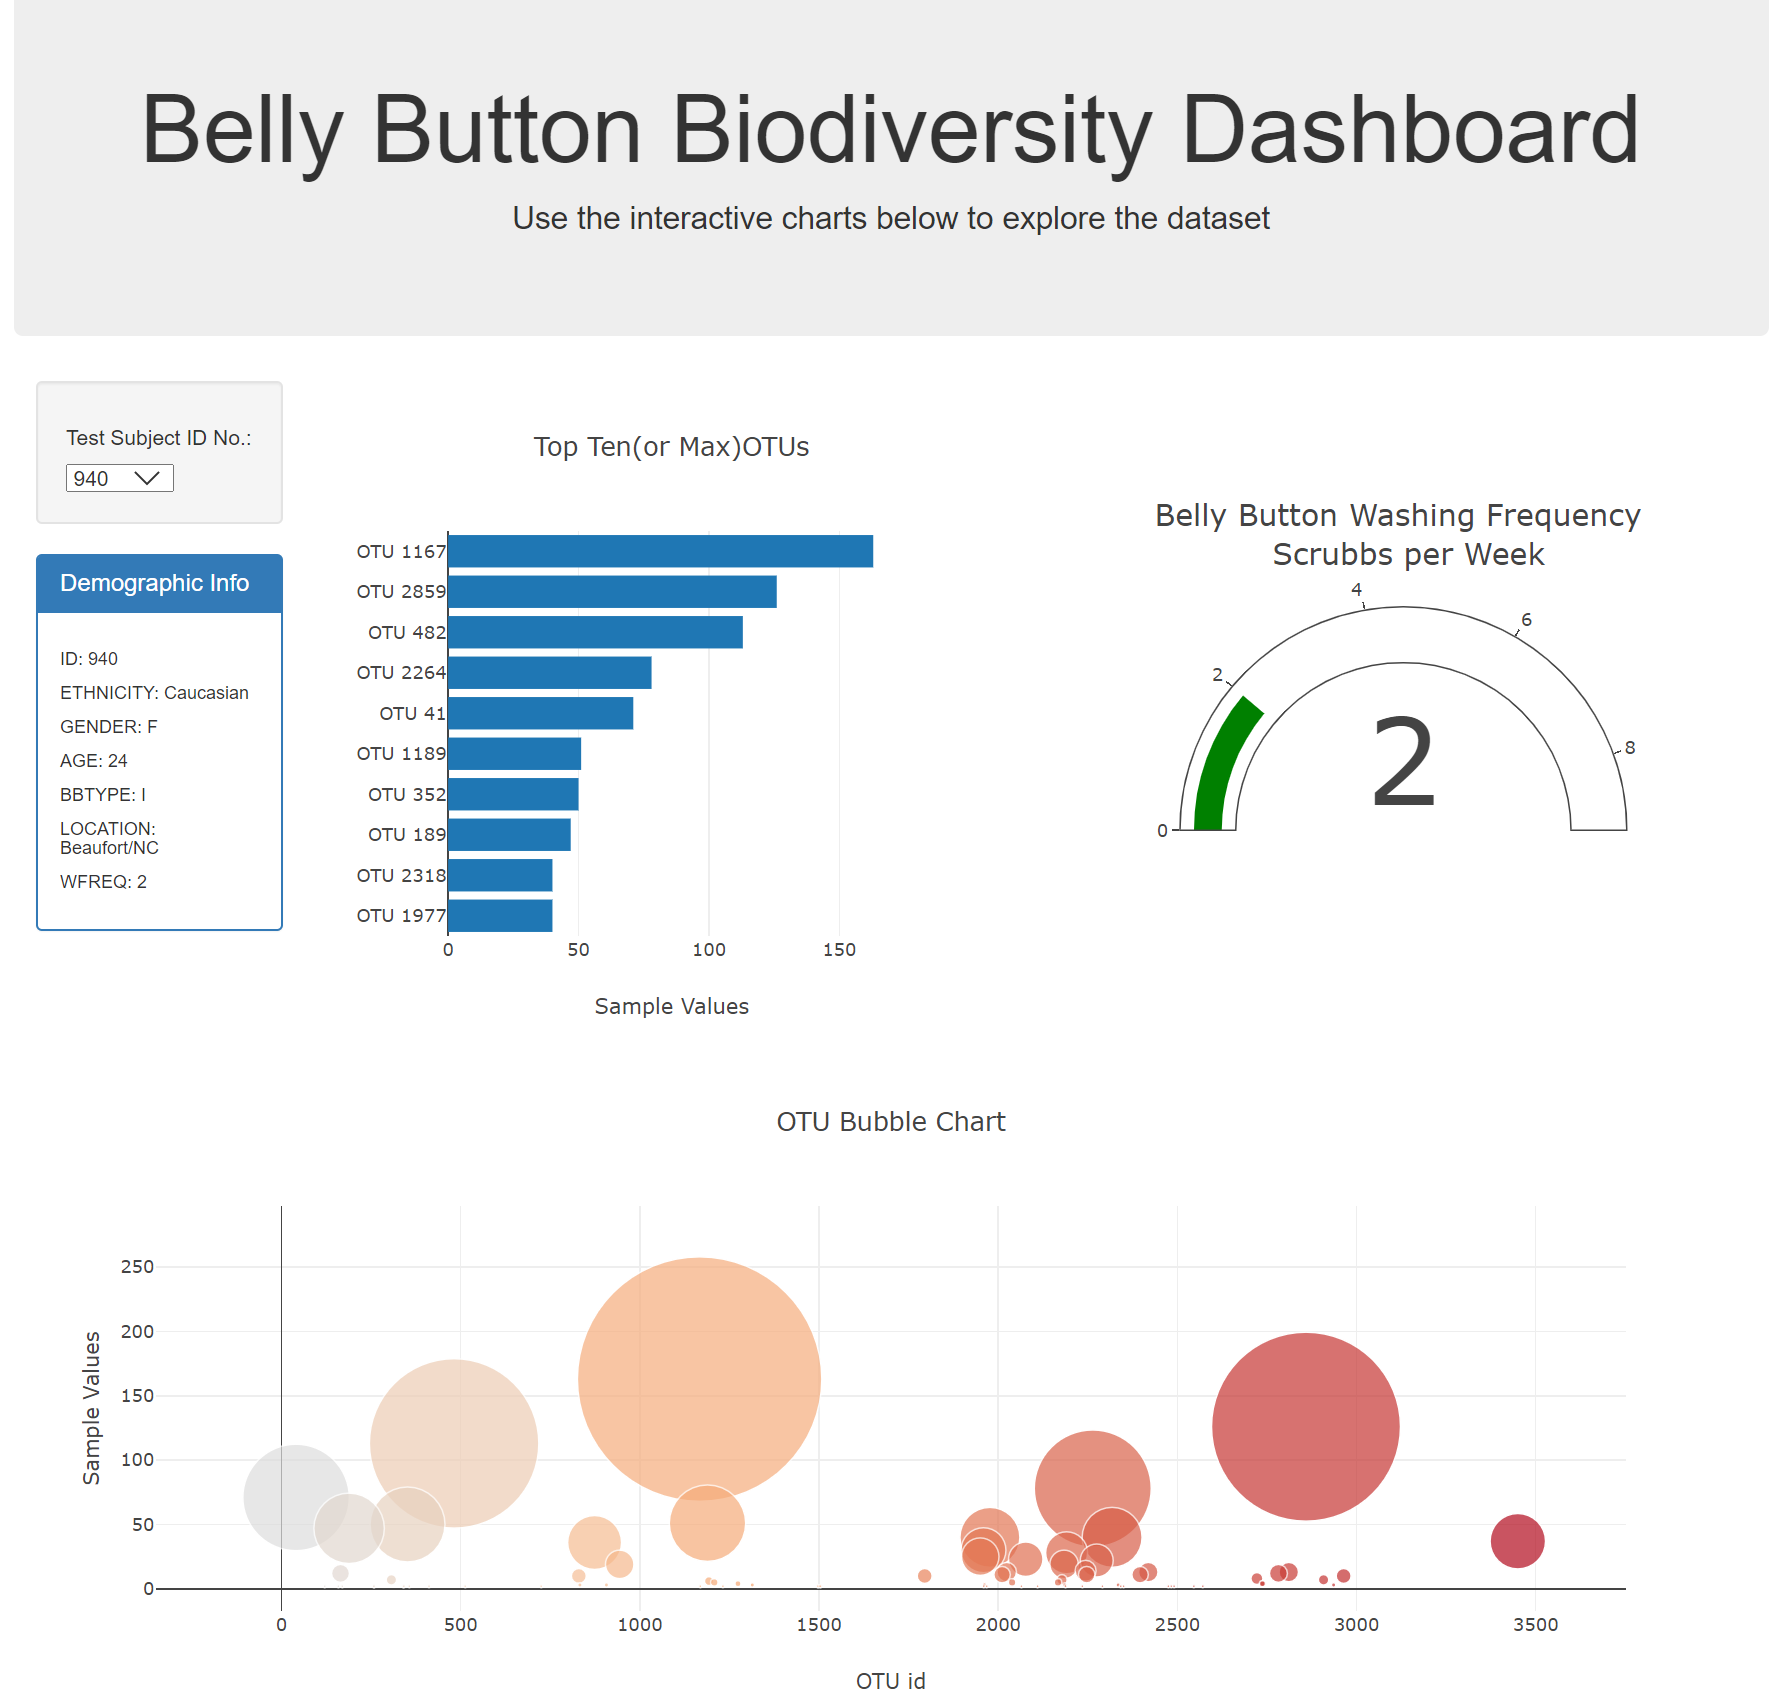 Belly Button Biodiversity Dashboard
Use the interactive charts below to explore the dataset
Test Subject ID No.:
940
Demographic Info
ID: 940
ETHNICITY: Caucasian
GENDER: F
AGE: 24
BBTYPE: I
LOCATION:
Beaufort/NC
WFREQ: 2
Top Ten(or Max)OTUs
OTU 1167
OTU 2859
OTU 482
OTU 2264
OTU 41
OTU 1189
OTU 352
OTU 189
OTU 2318
OTU 1977
0 50 100 150
Sample Values
Belly Button Washing Frequency
Scrubbs per Week
0
2
4
6
8
2
OTU Bubble Chart
250
200
150
100
50
0
Sample Values
0 500 1000 1500 2000 2500 3000 3500
OTU id